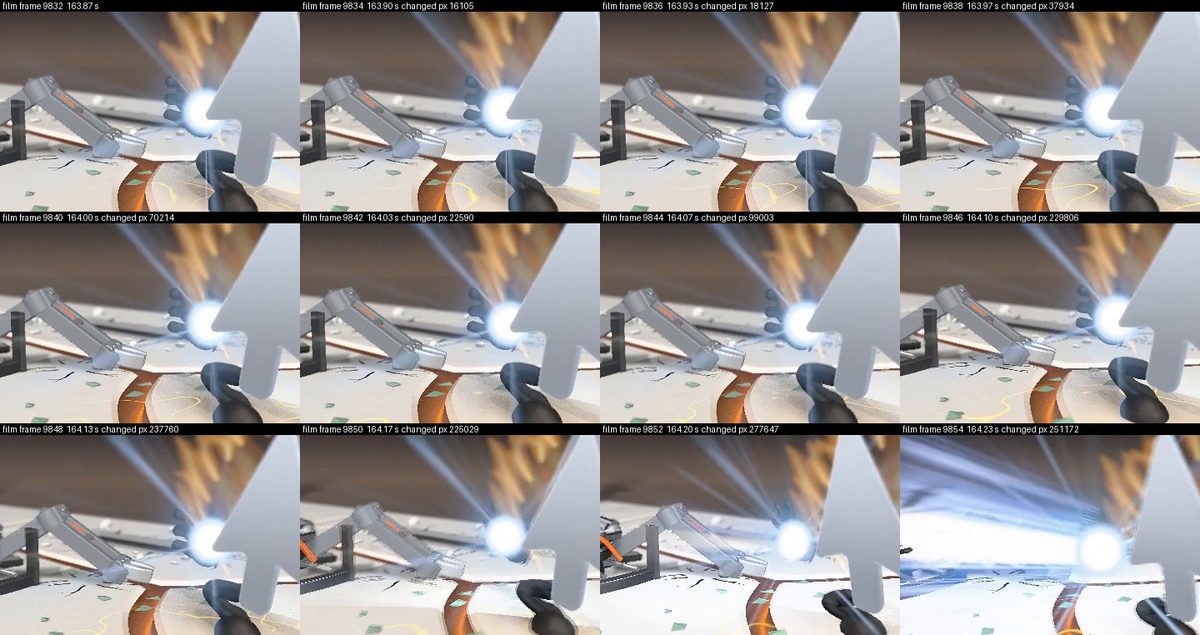 film frame 9832 163.87 s
film frame 9834 163.90 s changed px 16105
film frame 9836 163.93 s changed px 18127
film frame 9838 163.97 s changed px 37934
film frame 9840 164.00 s changed px 70214
film frame 9842 164.03 s changed px 22590
film frame 9844 164.07 s changed px 99003
film frame 9846 164.10 s changed px 229806
film frame 9848 164.13 s changed px 237760
film frame 9850 164.17 s changed px 225029
film frame 9852 164.20 s changed px 277647
film frame 9854 164.23 s changed px 251172